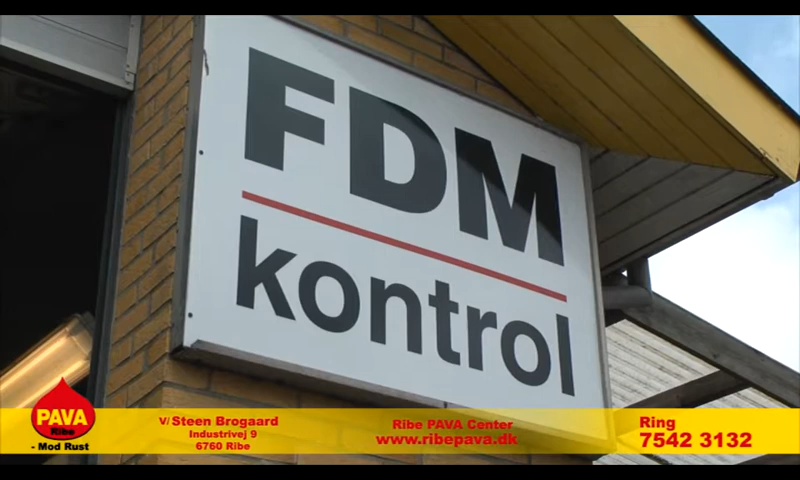 FDM
kontrol
PAVA
Ribe
- Mod Rust
V/ Steen Brogaard
Industrivej 9
6760 Ribe
Ribe PAVA Center
www.ribepava.dk
Ring
7542 3132